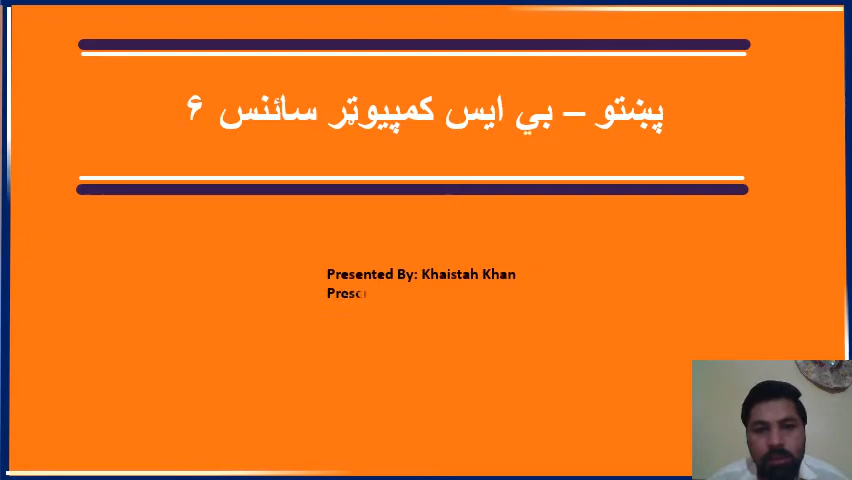 پښتو – بي ايس کمپيوټر سائنس ۶
Presented By: Khaistah Khan